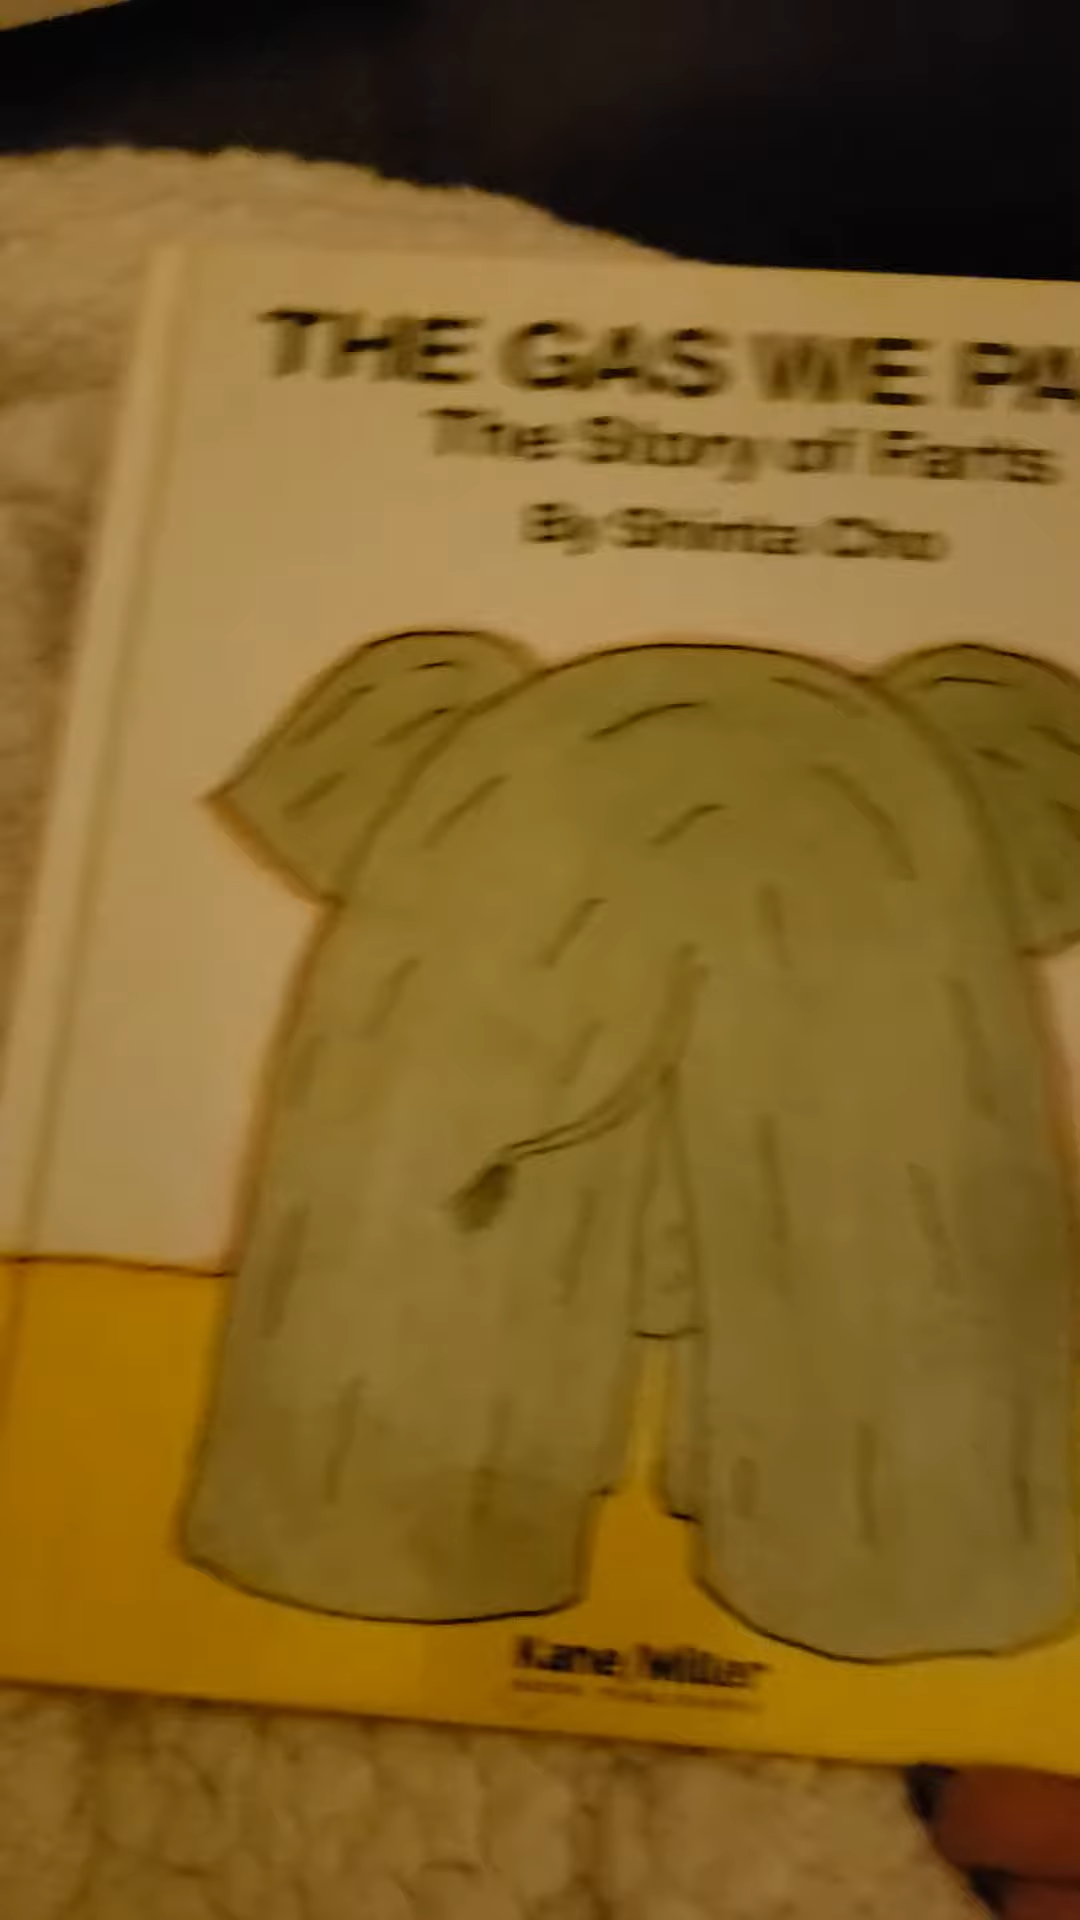 THE GAS WE PA
The Story of Farts
By Shinta Cho
Kane/Miller